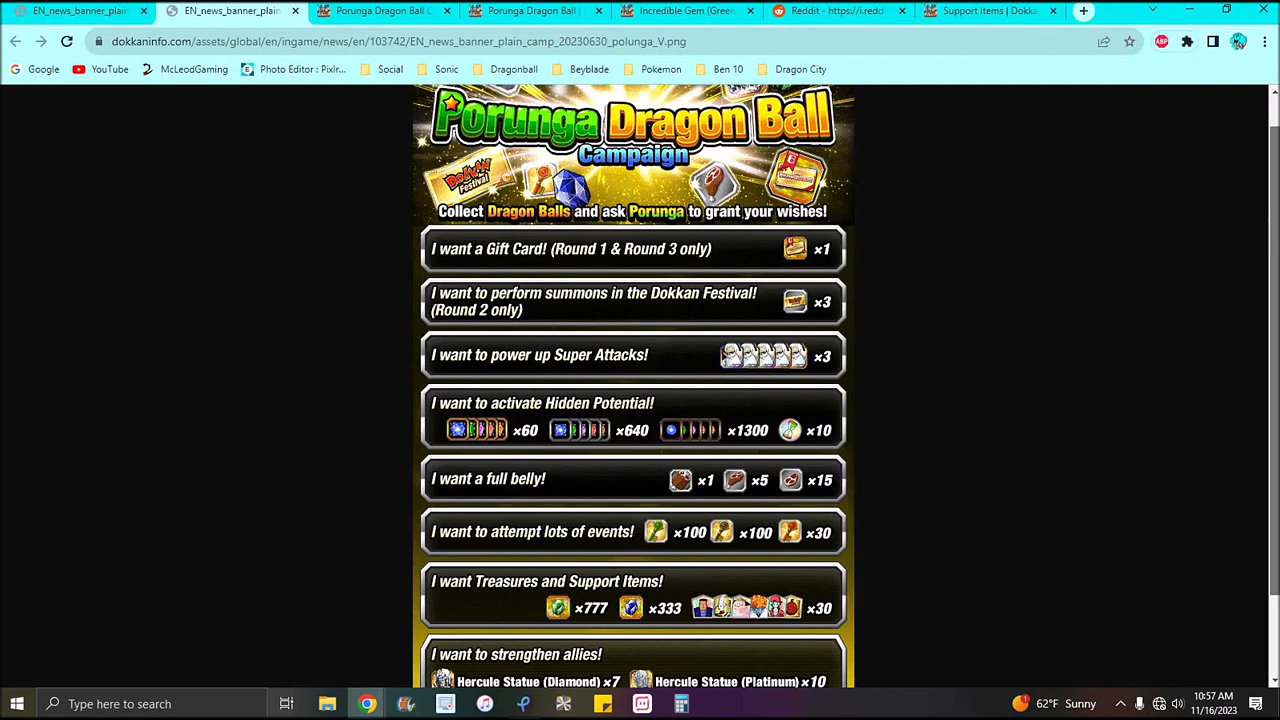 EN_news_banner_plain
EN_news_banner_plain
Porunga Dragon Ball C
Porunga Dragon Ball
Incredible Gem (Green
Reddit - https://i.redd
Support Items | Dokka
dokkaninfo.com/assets/global/en/ingame/news/en/103742/EN_news_banner_plain_camp_20230630_polunga_V.png
Google YouTube McLeodGaming Photo Editor : Pixlr... Social Sonic Dragonball Beyblade Pokemon Ben 10 Dragon City
Porunga Dragon Ball
Campaign
DOKKAN
Festival
Collect Dragon Balls and ask Porunga to grant your wishes!
I want a Gift Card! (Round 1 & Round 3 only) ×1
I want to perform summons in the Dokkan Festival!
(Round 2 only) ×3
I want to power up Super Attacks! ×3
I want to activate Hidden Potential!
×60 ×640 ×1300 ×10
I want a full belly! ×1 ×5 ×15
I want to attempt lots of events! ×100 ×100 ×30
I want Treasures and Support Items!
×777 ×333 ×30
I want to strengthen allies!
Hercule Statue (Diamond) ×7 Hercule Statue (Platinum) ×10
Type here to search
62°F Sunny
10:57 AM
11/16/2023